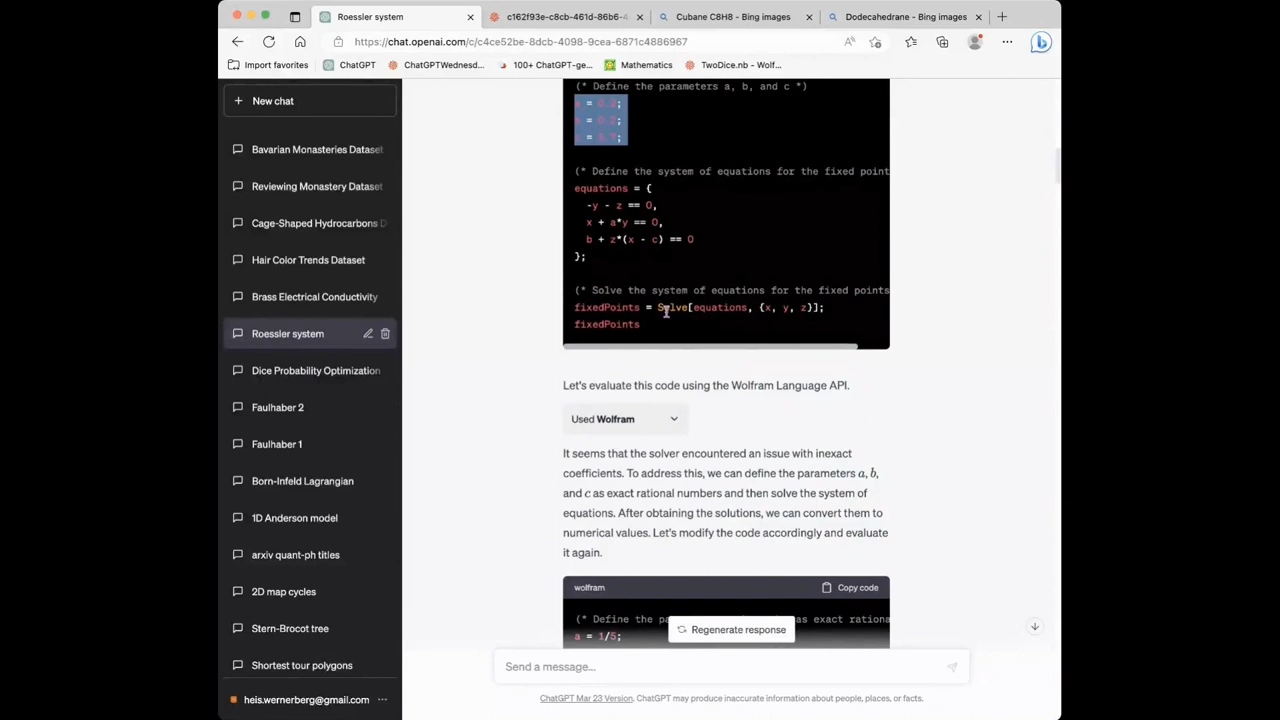 Roessler system
c162f93e-c8cb-461d-86b6-4
Cubane C8H8 - Bing images
Dodecahedrane - Bing images
https://chat.openai.com/c/c4ce52be-8dcb-4098-9cea-6871c4886967
Import favorites
ChatGPT
ChatGPTWednesd...
100+ ChatGPT-ge...
Mathematics
TwoDice.nb - Wolf...
New chat
Bavarian Monasteries Dataset
Reviewing Monastery Dataset
Cage-Shaped Hydrocarbons D
Hair Color Trends Dataset
Brass Electrical Conductivity
Roessler system
Dice Probability Optimization
Faulhaber 2
Faulhaber 1
Born-Infeld Lagrangian
1D Anderson model
arxiv quant-ph titles
2D map cycles
Stern-Brocot tree
Shortest tour polygons
heis.wernerberg@gmail.com
(* Define the parameters a, b, and c *)
= 0.2;
= 0.2;
= 5.7;
(* Define the system of equations for the fixed point
equations = {
-y - z == 0,
x + a*y == 0,
b + z*(x - c) == 0
};
(* Solve the system of equations for the fixed points
fixedPoints = Solve[equations, {x, y, z}];
fixedPoints
Let's evaluate this code using the Wolfram Language API.
Used Wolfram
It seems that the solver encountered an issue with inexact
coefficients. To address this, we can define the parameters a, b,
and c as exact rational numbers and then solve the system of
equations. After obtaining the solutions, we can convert them to
numerical values. Let's modify the code accordingly and evaluate
it again.
wolfram
Copy code
(* Define the pa as exact rationa
a = 1/5;
Regenerate response
Send a message...
ChatGPT Mar 23 Version. ChatGPT may produce inaccurate information about people, places, or facts.